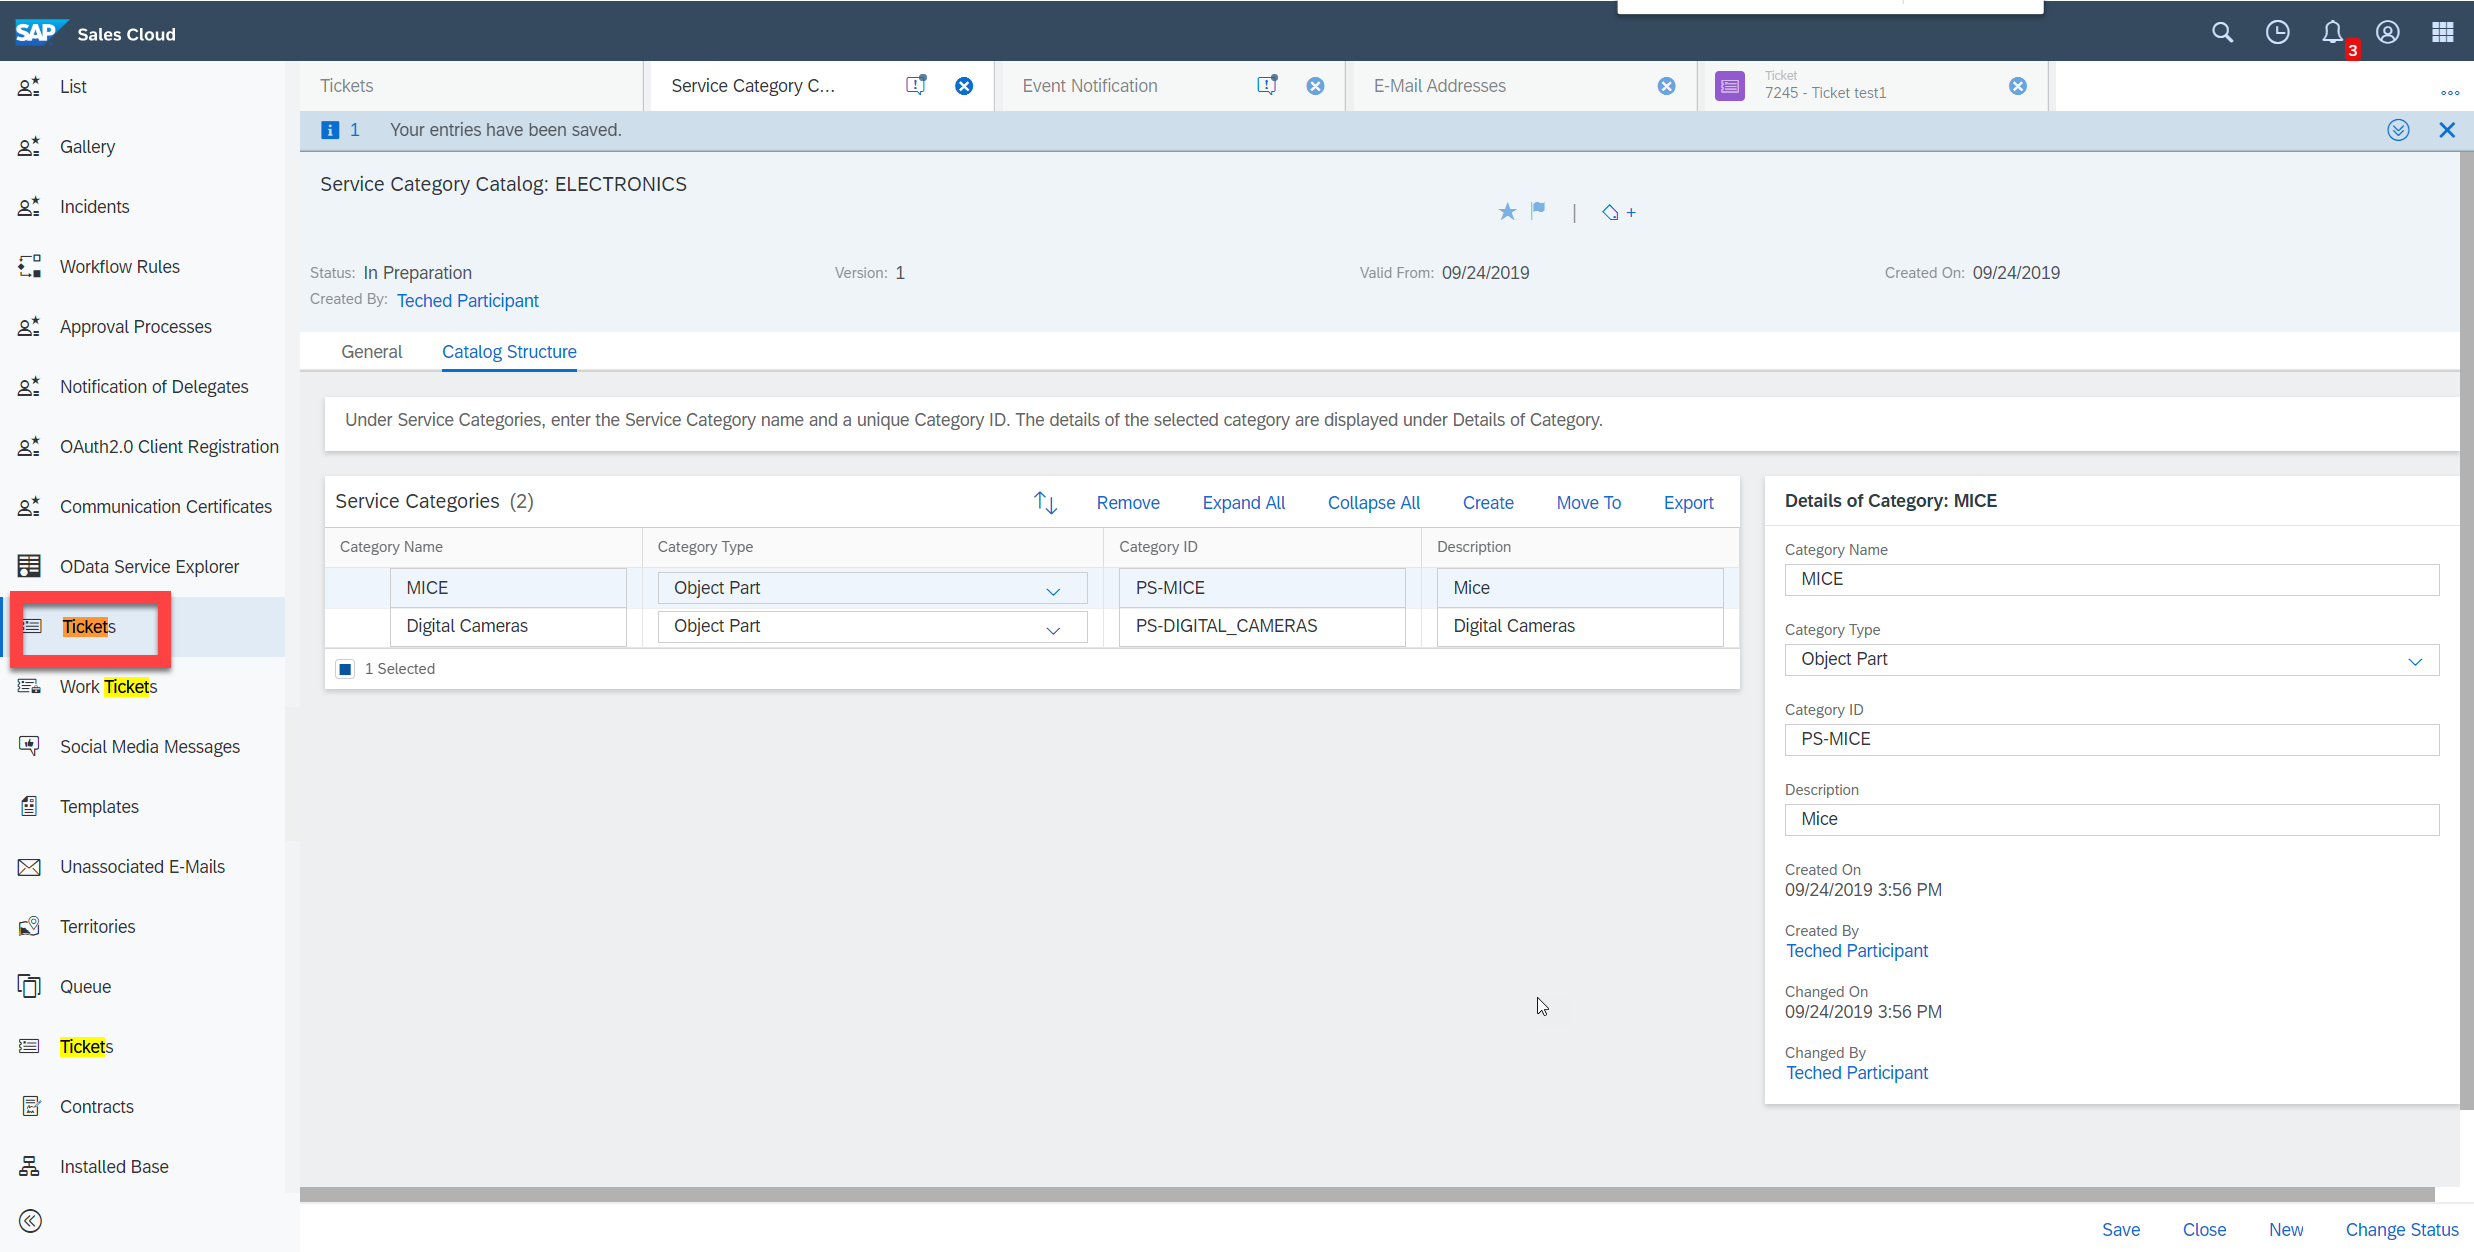 SAP Sales Cloud
3
List
Gallery
Incidents
Workflow Rules
Approval Processes
Notification of Delegates
OAuth2.0 Client Registration
Communication Certificates
OData Service Explorer
Tickets
Work Tickets
Social Media Messages
Templates
Unassociated E-Mails
Territories
Queue
Tickets
Contracts
Installed Base
Tickets
Service Category C...
Event Notification
E-Mail Addresses
Ticket
7245 - Ticket test1
1 Your entries have been saved.
Service Category Catalog: ELECTRONICS
Status: In Preparation
Version: 1
Valid From: 09/24/2019
Created On: 09/24/2019
Created By: Teched Participant
General
Catalog Structure
Under Service Categories, enter the Service Category name and a unique Category ID. The details of the selected category are displayed under Details of Category.
Service Categories (2)
Remove
Expand All
Collapse All
Create
Move To
Export
Category Name
Category Type
Category ID
Description
MICE
Object Part
PS-MICE
Mice
Digital Cameras
Object Part
PS-DIGITAL_CAMERAS
Digital Cameras
1 Selected
Details of Category: MICE
Category Name
MICE
Category Type
Object Part
Category ID
PS-MICE
Description
Mice
Created On
09/24/2019 3:56 PM
Created By
Teched Participant
Changed On
09/24/2019 3:56 PM
Changed By
Teched Participant
Save
Close
New
Change Status